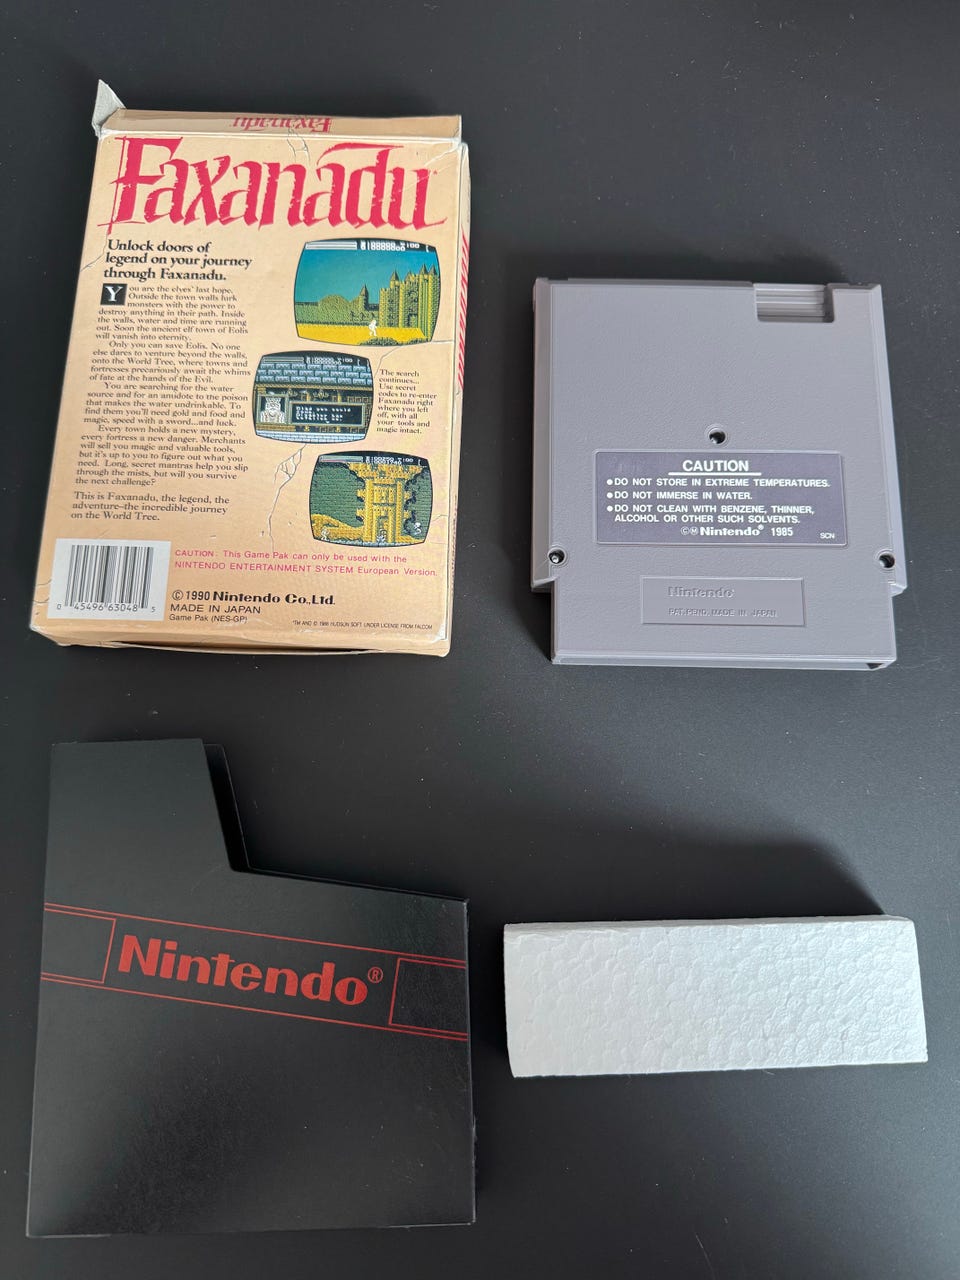 Faxanadu
Faxanadu
Unlock doors of
legend on your journey
through Faxanadu.
You are the elves' last hope.
Outside the town walls lurk
monsters with the power to
destroy anything in their path. Inside
the walls, water and time are running
out. Soon the ancient elf town of Eolis
will vanish into eternity.
Only you can save Eolis. No one
else dares to venture beyond the walls,
onto the World Tree, where towns and
fortresses precariously await the whims
of fate at the hands of the Evil.
You are searching for the water
source and for an antidote to the poison
that makes the water undrinkable. To
find them you'll need gold and food and
magic, speed with a sword...and luck.
Every town holds a new mystery,
every fortress a new danger. Merchants
will sell you magic and valuable tools,
but it's up to you to figure out what you
need. Long, secret mantras help you slip
through the mists, but will you survive
the next challenge?
This is Faxanadu, the legend, the
adventure–the incredible journey
on the World Tree.
The search
continues...
Use secret
codes to re-enter
Faxanadu right
where you left
off, with all
your tools and
magic intact.
CAUTION: This Game Pak can only be used with the
NINTENDO ENTERTAINMENT SYSTEM European Version.
0 45496 63048 5
©1990 Nintendo Co., Ltd.
MADE IN JAPAN
Game Pak (NES-GP)
™ AND © 1988 HUDSON SOFT. UNDER LICENSE FROM FALCOM
CAUTION
●DO NOT STORE IN EXTREME TEMPERATURES.
●DO NOT IMMERSE IN WATER.
●DO NOT CLEAN WITH BENZENE, THINNER,
ALCOHOL OR OTHER SUCH SOLVENTS.
©Ⓜ Nintendo® 1985
SCN
Nintendo®
PAT. PEND. MADE IN JAPAN
Nintendo®